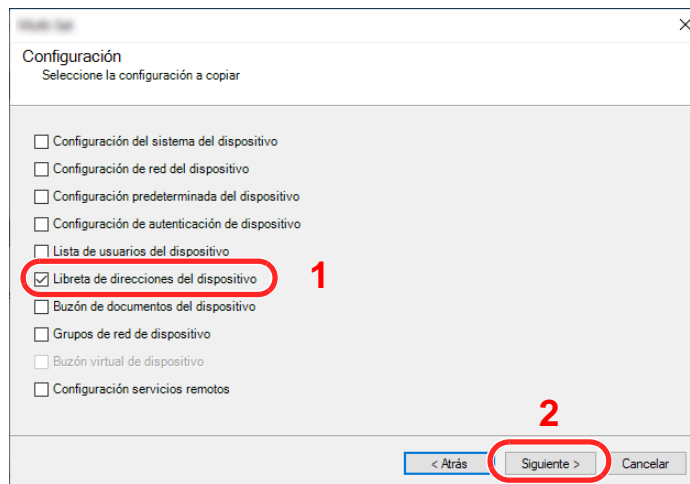 Configuración
Seleccione la configuración a copiar
Configuración del sistema del dispositivo
Configuración de red del dispositivo
Configuración predeterminada del dispositivo
Configuración de autenticación de dispositivo
Lista de usuarios del dispositivo
Libreta de direcciones del dispositivo
1
Buzón de documentos del dispositivo
Grupos de red de dispositivo
Buzón virtual de dispositivo
Configuración servicios remotos
2
< Atrás Siguiente > Cancelar